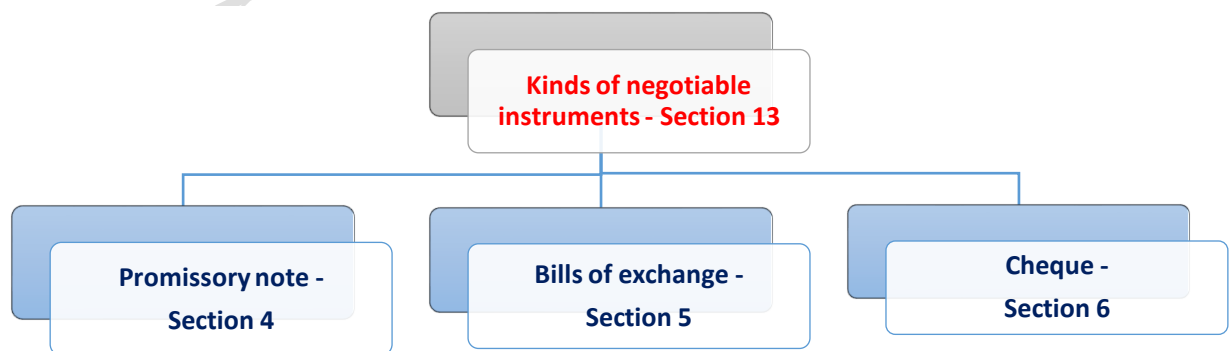 Kinds of negotiable
instruments - Section 13
Promissory note -
Section 4
Bills of exchange -
Section 5
Cheque -
Section 6